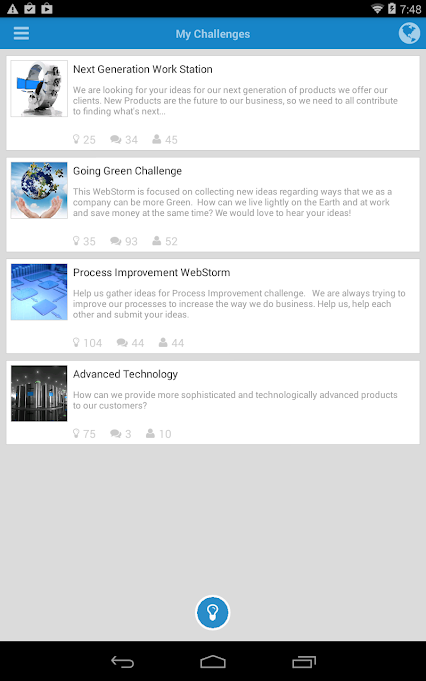 7:48
My Challenges
Next Generation Work Station
We are looking for your ideas for our next generation of products we offer our
clients. New Products are the future to our business, so we need to all contribute
to finding what's next...
25 34 45
Going Green Challenge
This WebStorm is focused on collecting new ideas regarding ways that we as a
company can be more Green. How can we live lightly on the Earth and at work
and save money at the same time? We would love to hear your ideas!
35 93 52
Process Improvement WebStorm
Help us gather ideas for Process Improvement challenge. We are always trying to
improve our processes to increase the way we do business. Help us, help each
other and submit your ideas.
104 44 44
Advanced Technology
How can we provide more sophisticated and technologically advanced products
to our customers?
75 3 10